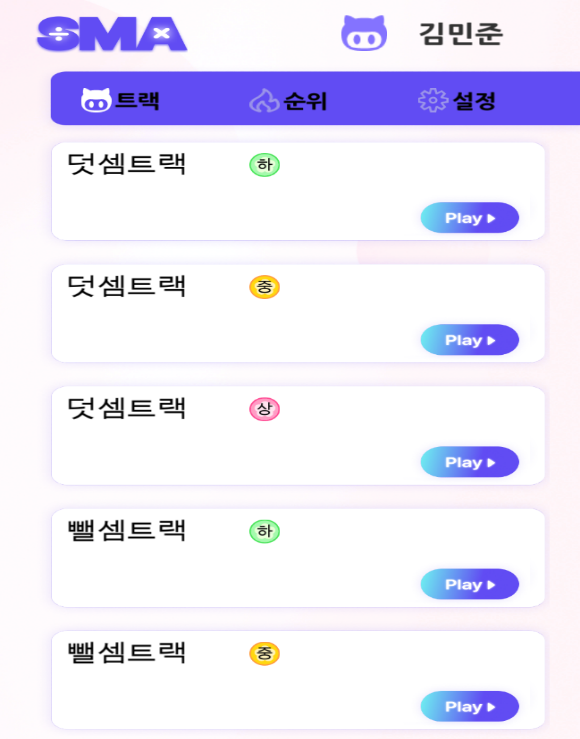 SMA
김민준
트랙 순위 설정
덧셈트랙 하
Play
덧셈트랙 중
Play
덧셈트랙 상
Play
뺄셈트랙 하
Play
뺄셈트랙 중
Play